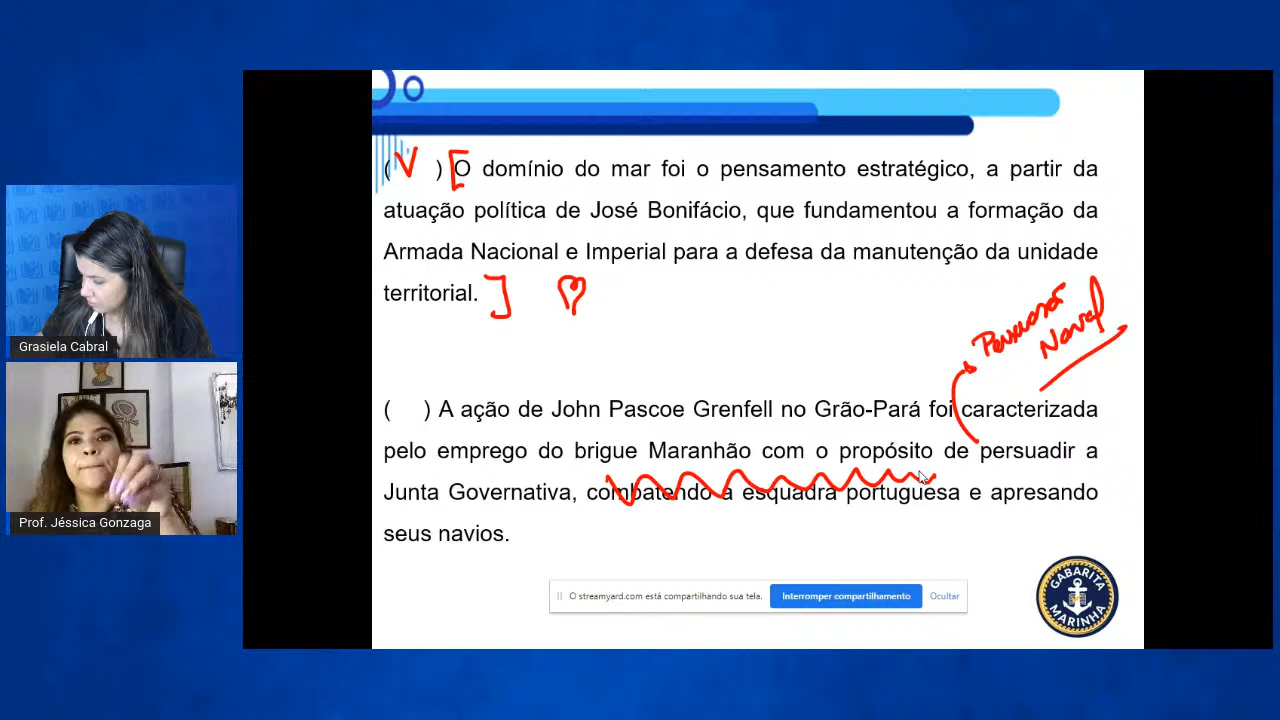 ( V ) [ O domínio do mar foi o pensamento estratégico, a partir da
atuação política de José Bonifácio, que fundamentou a formação da
Armada Nacional e Imperial para a defesa da manutenção da unidade
territorial. ]
Persuasão
Naval
( ) A ação de John Pascoe Grenfell no Grão-Pará foi caracterizada
pelo emprego do brigue Maranhão com o propósito de persuadir a
Junta Governativa, combatendo a esquadra portuguesa e apresando
seus navios.
Grasiela Cabral
Prof. Jéssica Gonzaga
O streamyard.com está compartilhando sua tela.
Interromper compartilhamento
Ocultar
GABARITA
MARINHA